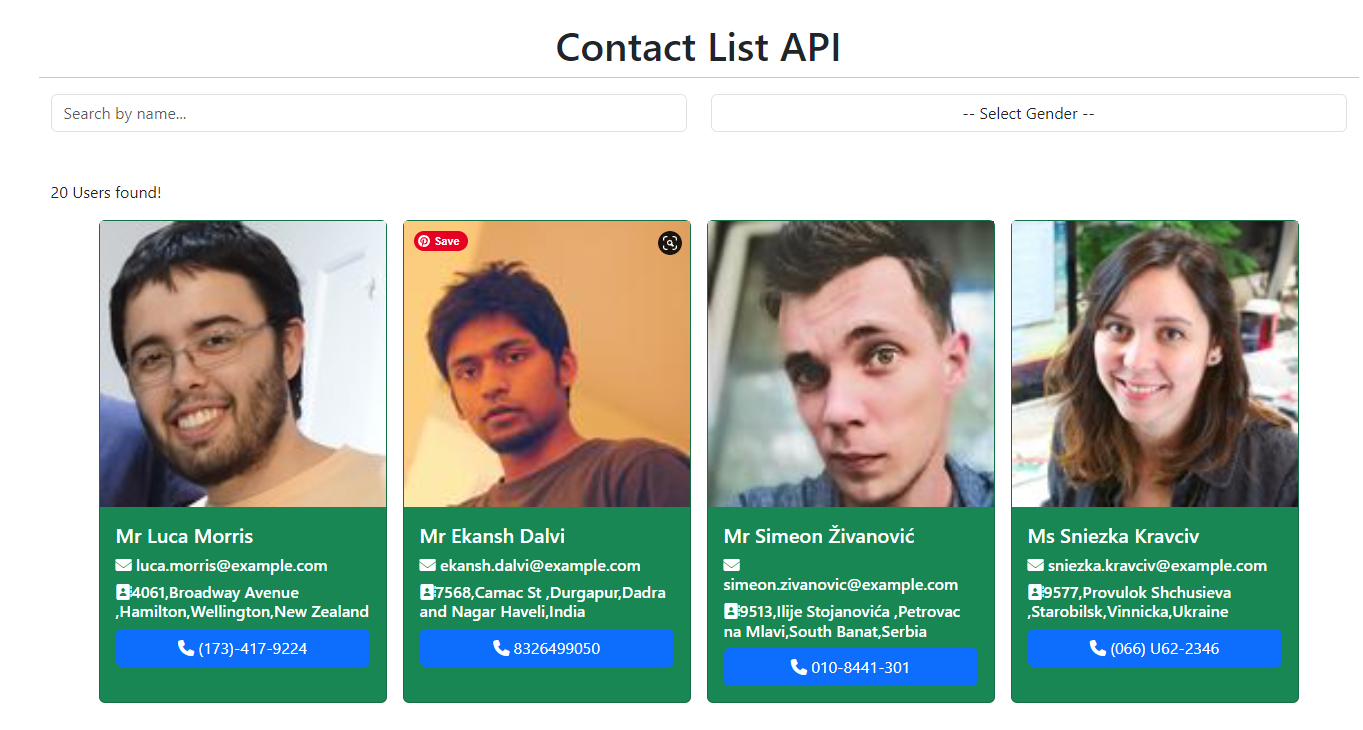 Contact List API
Search by name...
-- Select Gender --
20 Users found!
Save
Mr Luca Morris
luca.morris@example.com
4061,Broadway Avenue
,Hamilton,Wellington,New Zealand
(173)-417-9224
Mr Ekansh Dalvi
ekansh.dalvi@example.com
7568,Camac St ,Durgapur,Dadra
and Nagar Haveli,India
8326499050
Mr Simeon Živanović
simeon.zivanovic@example.com
9513,Ilije Stojanovića ,Petrovac
na Mlavi,South Banat,Serbia
010-8441-301
Ms Sniezka Kravciv
sniezka.kravciv@example.com
9577,Provulok Shchusieva
,Starobilsk,Vinnicka,Ukraine
(066) U62-2346